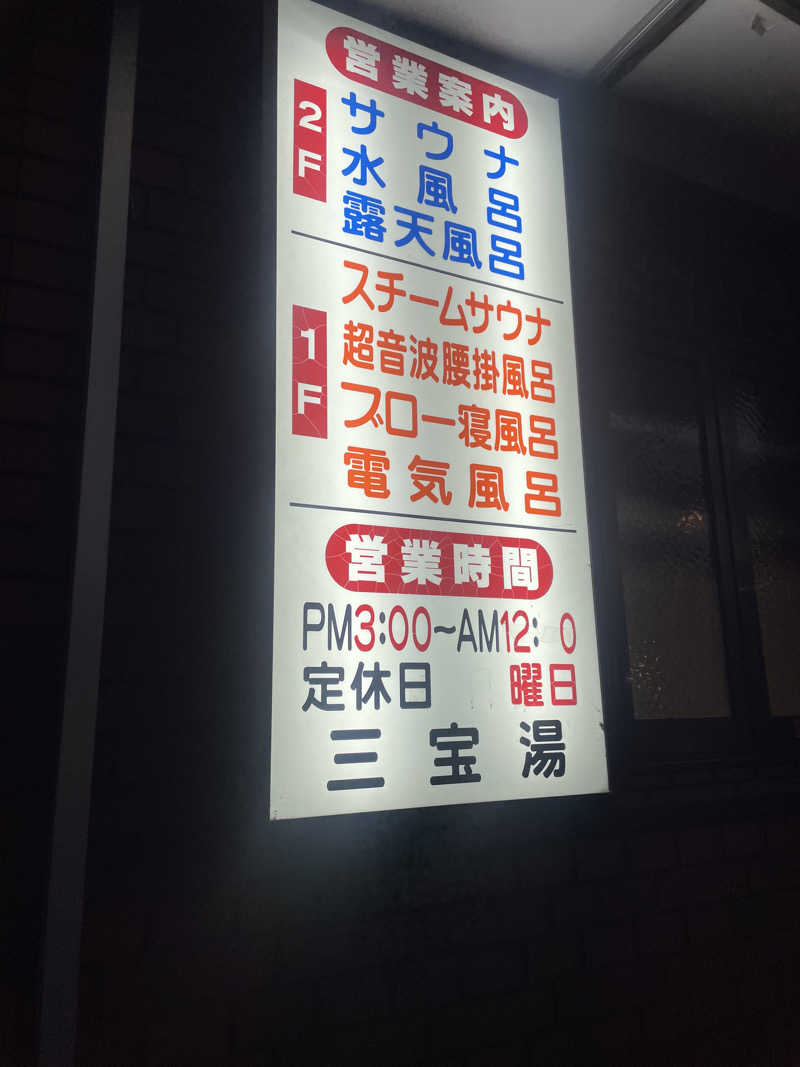 営業案内
2F
サウナ
水風呂
露天風呂
1F
スチームサウナ
超音波腰掛風呂
ブロー寝風呂
電気風呂
営業時間
PM3:00~AM12: 0
定休日 曜日
三宝湯